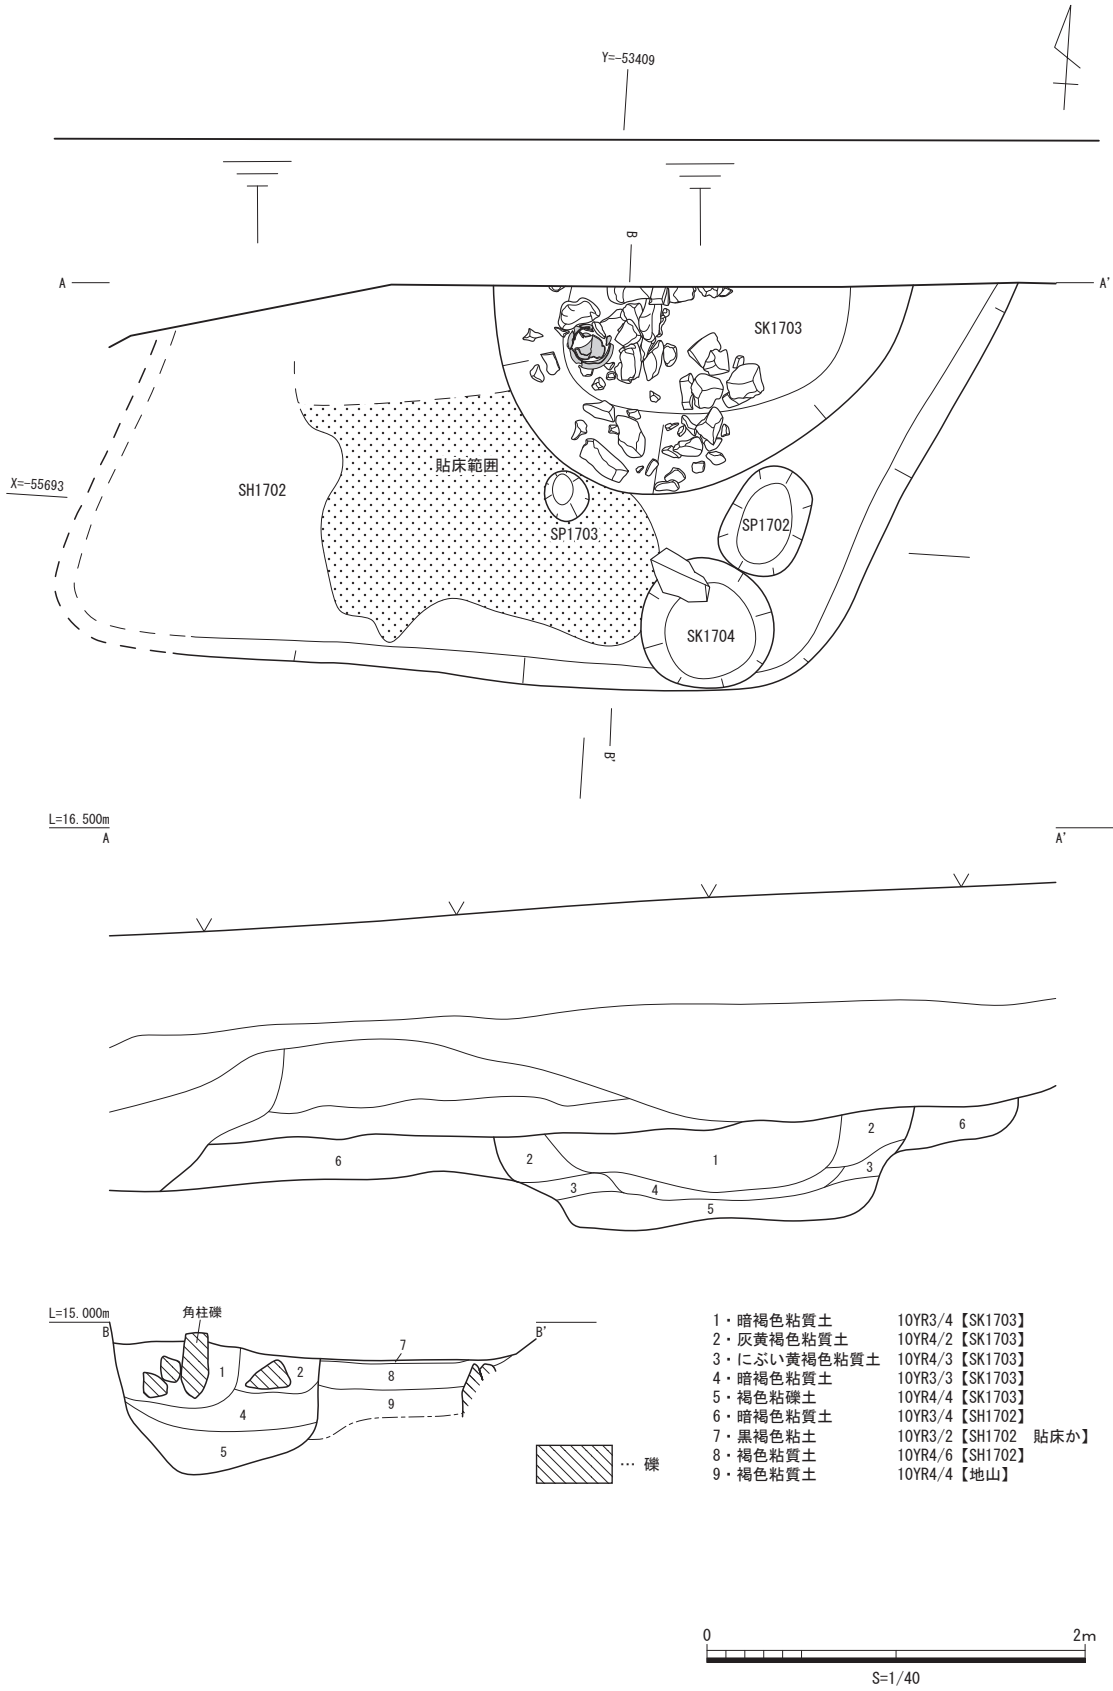 Y=-53409
B
A
A'
SK1703
貼床範囲
X=-55693
SH1702
SP1702
SP1703
SK1704
B'
L=16.500m
A
A'
6
2
1
2
6
3
4
3
5
L=15.000m
角柱礫
B
B'
7
1
2
8
4
9
5
… 礫
1・暗褐色粘質土 10YR3/4【SK1703】
2・灰黄褐色粘質土 10YR4/2【SK1703】
3・にぶい黄褐色粘質土 10YR4/3【SK1703】
4・暗褐色粘質土 10YR3/3【SK1703】
5・褐色粘礫土 10YR4/4【SK1703】
6・暗褐色粘質土 10YR3/4【SH1702】
7・黒褐色粘土 10YR3/2【SH1702 貼床か】
8・褐色粘質土 10YR4/6【SH1702】
9・褐色粘質土 10YR4/4【地山】
0 2m
S=1/40